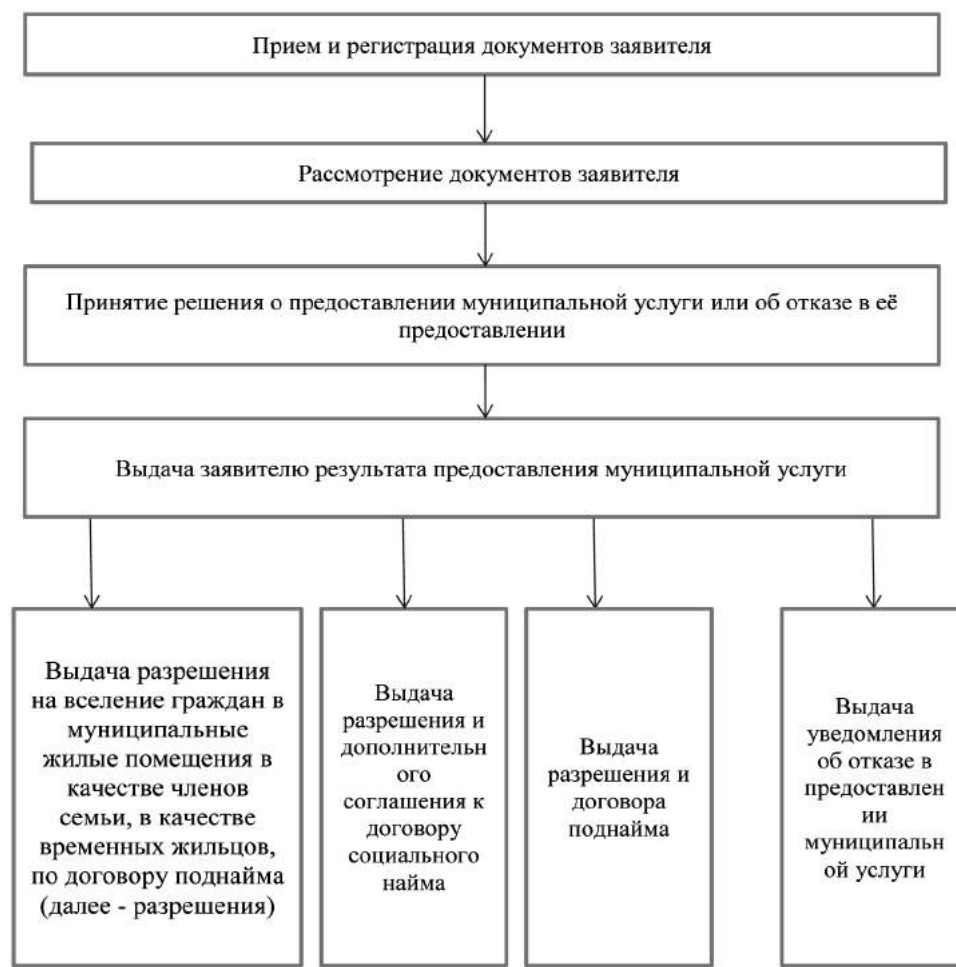 Прием и регистрация документов заявителя
Рассмотрение документов заявителя
Принятие решения о предоставлении муниципальной услуги или об отказе в её
предоставлении
Выдача заявителю результата предоставления муниципальной услуги
Выдача разрешения
на вселение граждан в
муниципальные
жилые помещения в
качестве членов
семьи, в качестве
временных жильцов,
по договору поднайма
(далее - разрешения)
Выдача
разрешения и
дополнительн
ого
соглашения к
договору
социального
найма
Выдача
разрешения и
договора
поднайма
Выдача
уведомления
об отказе в
предоставлен
ии
муниципальн
ой услуги